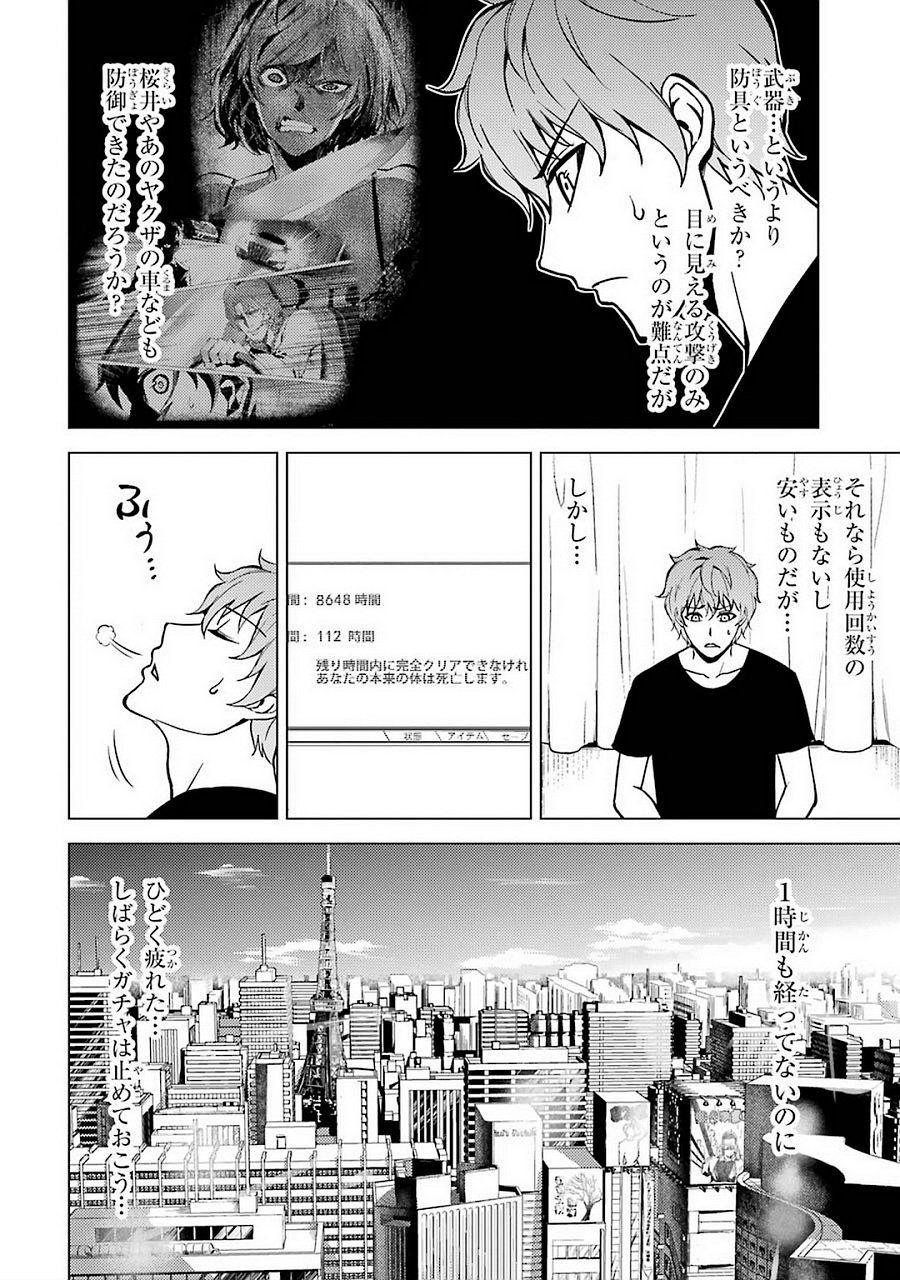 武器…というより
防具というべきか？
目に見える攻撃のみ
というのが難点だが
桜井やあのヤクザの車なども
防御できたのだろうか？
それなら使用回数の
表示もないし
安いものだが…
しかし…
間： 8648 時間
間： 112 時間
残り時間内に完全クリアできなけれ
あなたの本来の体は死亡します。
状態 アイテム セーブ
ふぅ…
1時間も経ってないのに
ひどく疲れた…
しばらくガチャは止めておこう…